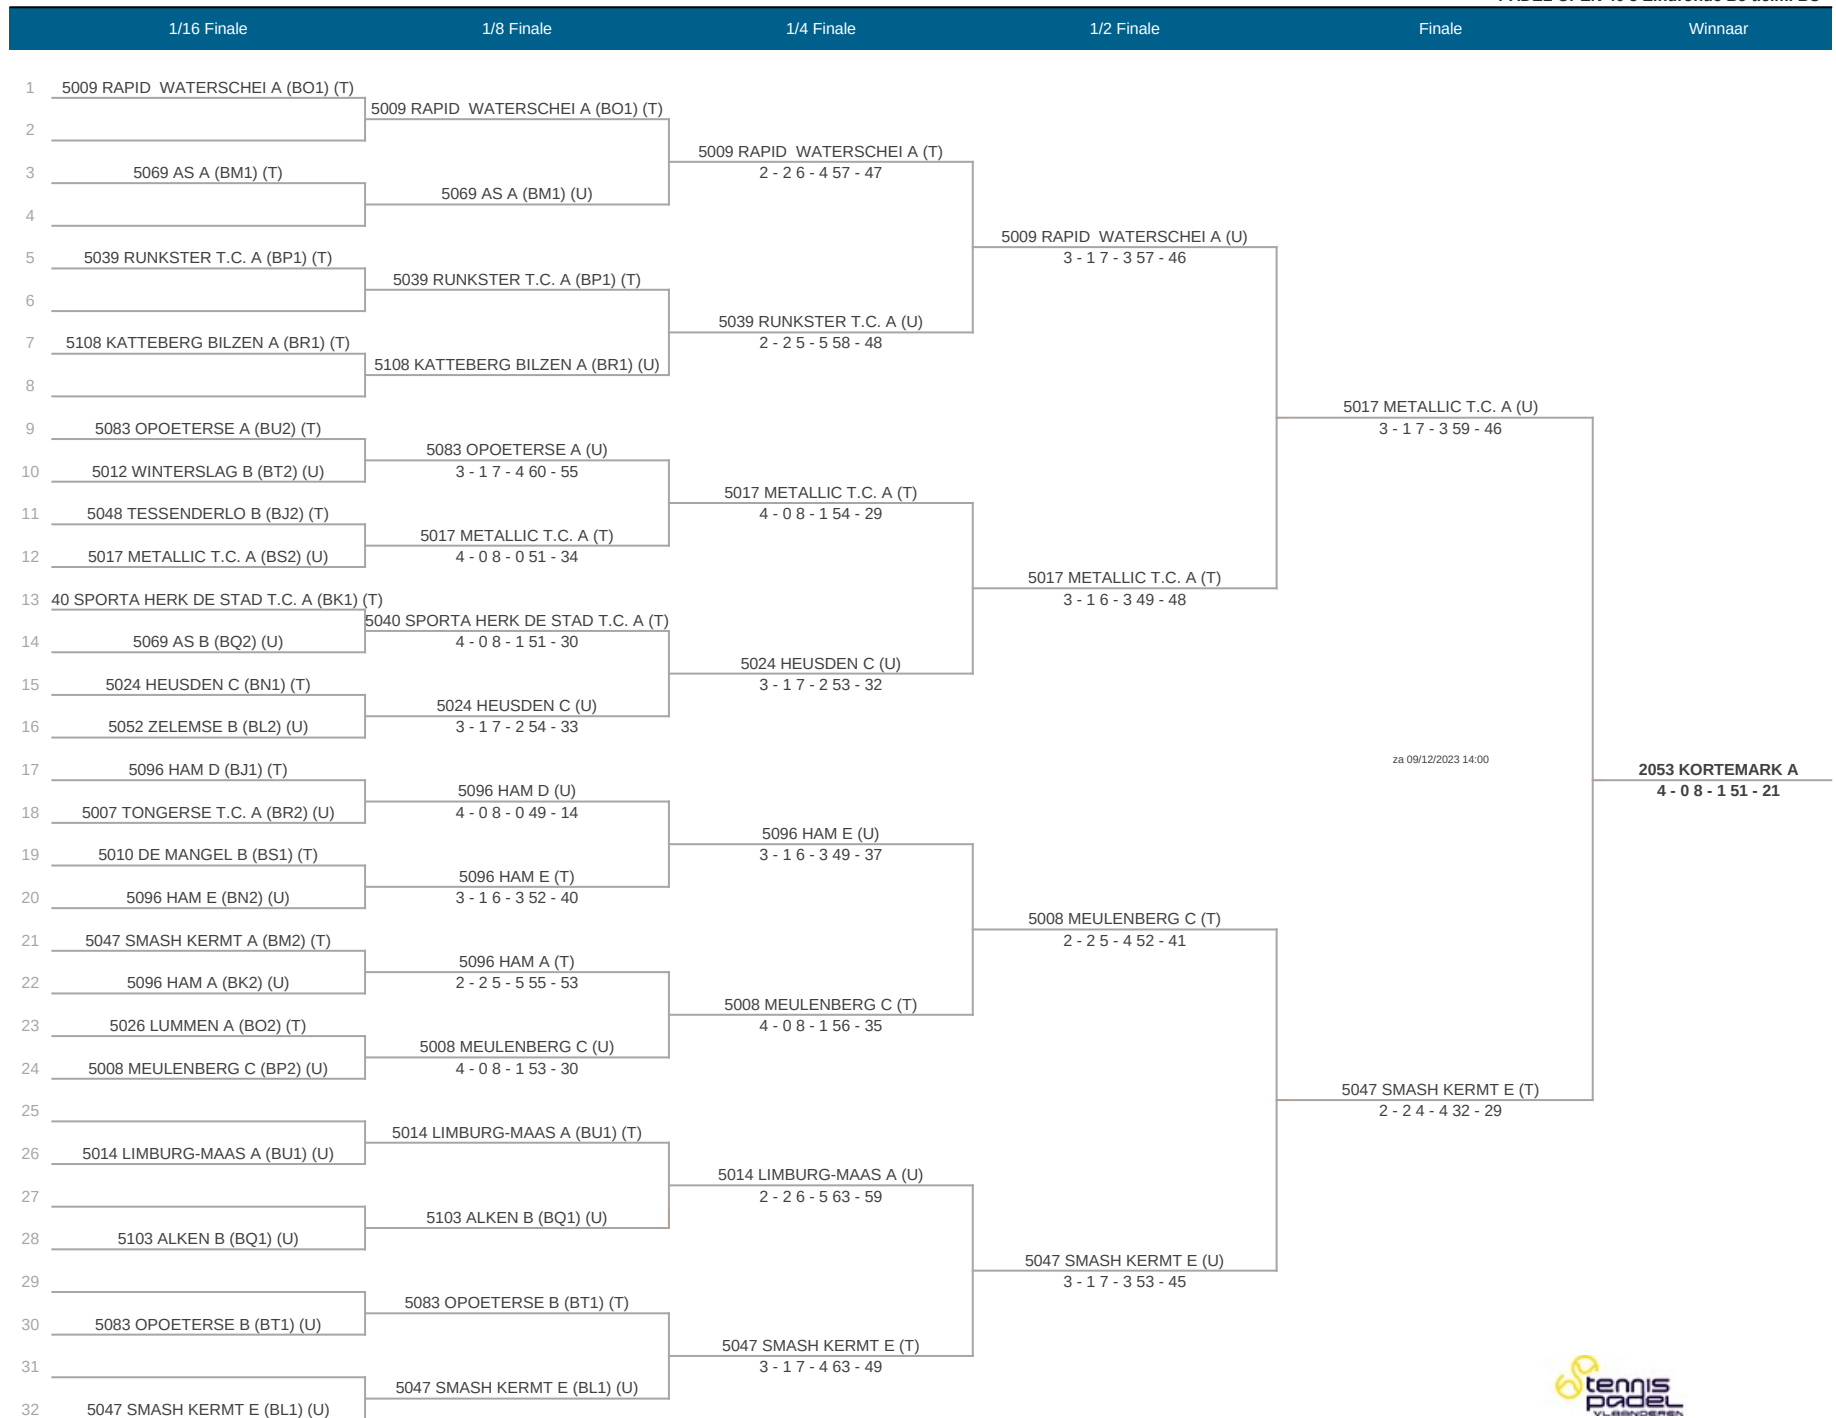 1/16 Finale 1/8 Finale 1/4 Finale 1/2 Finale Finale Winnaar
1 5009 RAPID WATERSCHEI A (BO1) (T)
5009 RAPID WATERSCHEI A (BO1) (T)
2
5009 RAPID WATERSCHEI A (T)
3 5069 AS A (BM1) (T)
2 - 2 6 - 4 57 - 47
5069 AS A (BM1) (U)
4
5009 RAPID WATERSCHEI A (U)
5 5039 RUNKSTER T.C. A (BP1) (T)
3 - 1 7 - 3 57 - 46
5039 RUNKSTER T.C. A (BP1) (T)
6
5039 RUNKSTER T.C. A (U)
7 5108 KATTEBERG BILZEN A (BR1) (T)
2 - 2 5 - 5 58 - 48
5108 KATTEBERG BILZEN A (BR1) (U)
8
5017 METALLIC T.C. A (U)
9 5083 OPOETERSE A (BU2) (T)
3 - 1 7 - 3 59 - 46
5083 OPOETERSE A (U)
10 5012 WINTERSLAG B (BT2) (U)
3 - 1 7 - 4 60 - 55
5017 METALLIC T.C. A (T)
11 5048 TESSENDERLO B (BJ2) (T)
4 - 0 8 - 1 54 - 29
5017 METALLIC T.C. A (T)
12 5017 METALLIC T.C. A (BS2) (U)
4 - 0 8 - 0 51 - 34
5017 METALLIC T.C. A (T)
13 40 SPORTA HERK DE STAD T.C. A (BK1) (T)
3 - 1 6 - 3 49 - 48
5040 SPORTA HERK DE STAD T.C. A (T)
14 5069 AS B (BQ2) (U)
4 - 0 8 - 1 51 - 30
5024 HEUSDEN C (U)
15 5024 HEUSDEN C (BN1) (T)
3 - 1 7 - 2 53 - 32
5024 HEUSDEN C (U)
16 5052 ZELEMSE B (BL2) (U)
3 - 1 7 - 2 54 - 33
za 09/12/2023 14:00
17 5096 HAM D (BJ1) (T)
2053 KORTEMARK A
5096 HAM D (U)
4 - 0 8 - 1 51 - 21
18 5007 TONGERSE T.C. A (BR2) (U)
4 - 0 8 - 0 49 - 14
5096 HAM E (U)
19 5010 DE MANGEL B (BS1) (T)
3 - 1 6 - 3 49 - 37
5096 HAM E (T)
20 5096 HAM E (BN2) (U)
3 - 1 6 - 3 52 - 40
5008 MEULENBERG C (T)
21 5047 SMASH KERMT A (BM2) (T)
2 - 2 5 - 4 52 - 41
5096 HAM A (T)
22 5096 HAM A (BK2) (U)
2 - 2 5 - 5 55 - 53
5008 MEULENBERG C (T)
23 5026 LUMMEN A (BO2) (T)
4 - 0 8 - 1 56 - 35
5008 MEULENBERG C (U)
24 5008 MEULENBERG C (BP2) (U)
4 - 0 8 - 1 53 - 30
5047 SMASH KERMT E (T)
25
2 - 2 4 - 4 32 - 29
5014 LIMBURG-MAAS A (BU1) (T)
26 5014 LIMBURG-MAAS A (BU1) (U)
5014 LIMBURG-MAAS A (U)
27
2 - 2 6 - 5 63 - 59
5103 ALKEN B (BQ1) (U)
28 5103 ALKEN B (BQ1) (U)
5047 SMASH KERMT E (U)
29
3 - 1 7 - 3 53 - 45
5083 OPOETERSE B (BT1) (T)
30 5083 OPOETERSE B (BT1) (U)
5047 SMASH KERMT E (T)
31
3 - 1 7 - 4 63 - 49
5047 SMASH KERMT E (BL1) (U)
32 5047 SMASH KERMT E (BL1) (U)
tennis
padel
VLAANDEREN